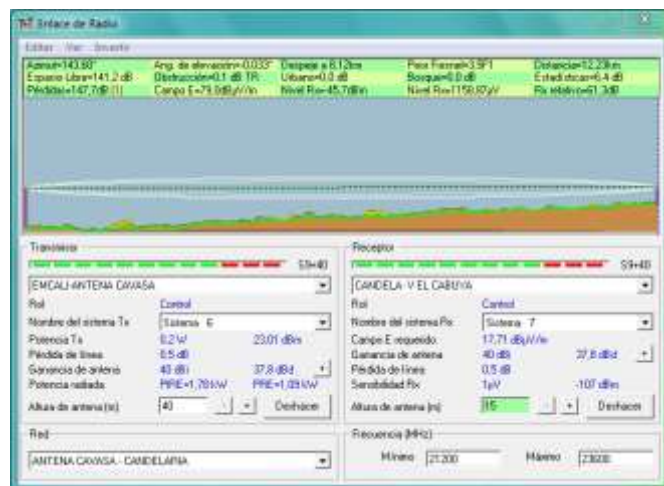 Enlace de Radio
Editar Ver Invertir
Azimut=143,60° Ang. de elevación=-0,033° Despeje a 8,12km Peor Fresnel=3,9F1 Distancia=12,23km
Espacio Libre=141,2 dB Obstrucción=0,1 dB TR Urbano=0,0 dB Bosque=0,0 dB Estadísticas=6,4 dB
Pérdidas=147,7dB (1) Campo E=79,0dBµV/m Nivel Rx=-45,7dBm Nivel Rx=1158,87µV Rx relativo=61,3dB
Transmisor
S9+40
EMCALI-ANTENA CAVASA
Rol Control
Nombre del sistema Tx Sistema 6
Potencia Tx 0,2 W 23,01 dBm
Pérdida de línea 0,5 dB
Ganancia de antena 40 dBi 37,8 dBd +
Potencia radiada PIRE=1,78 kW PRE=1,09 kW
Altura de antena (m) 40 - + Deshacer
Red
ANTENA CAVASA - CANDELARIA
Receptor
S9+40
CANDELA- V EL CABUYA
Rol Control
Nombre del sistema Rx Sistema 7
Campo E requerido 17,71 dBµV/m
Ganancia de antena 40 dBi 37,8 dBd +
Pérdida de línea 0,5 dB
Sensibilidad Rx 1µV -107 dBm
Altura de antena (m) 15 - + Deshacer
Frecuencia (MHz)
Mínimo 21200 Máximo 23600